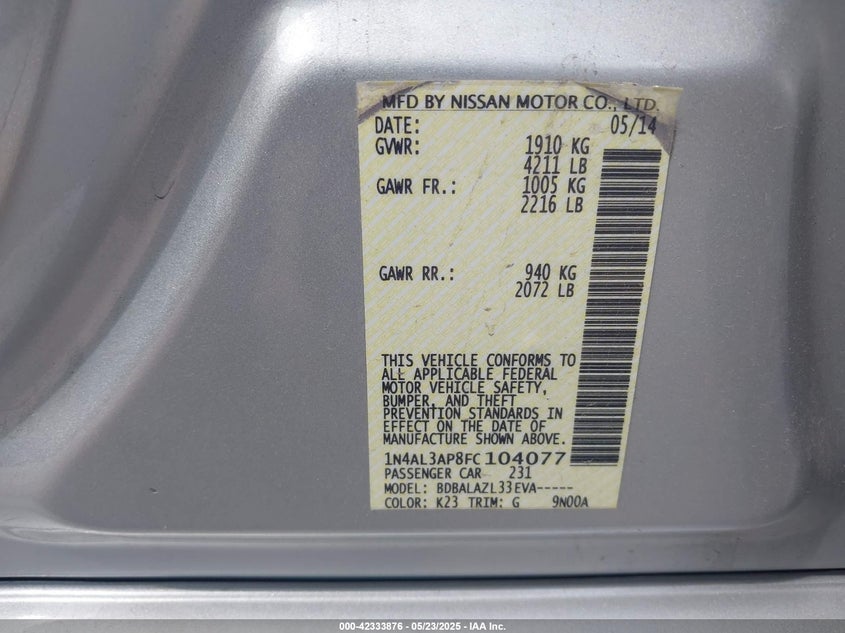 MFD BY NISSAN MOTOR CO., LTD.
DATE: 05/14
GVWR: 1910 KG
4211 LB
GAWR FR.: 1005 KG
2216 LB
GAWR RR.: 940 KG
2072 LB
THIS VEHICLE CONFORMS TO
ALL APPLICABLE FEDERAL
MOTOR VEHICLE SAFETY,
BUMPER, AND THEFT
PREVENTION STANDARDS IN
EFFECT ON THE DATE OF
MANUFACTURE SHOWN ABOVE.
1N4AL3AP8FC104077
PASSENGER CAR 231
MODEL: BDBALAZL33EVA-----
COLOR: K23 TRIM: G 9N00A
000-42333876 - 05/23/2025 - IAA Inc.